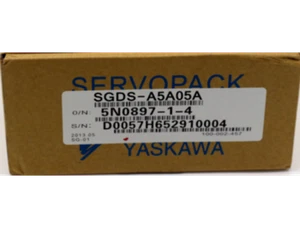 SERVOPACK
SGDS-A5A05A
O/N: 5N0897-1-4
S/N: D0057H652910004
YASKAWA